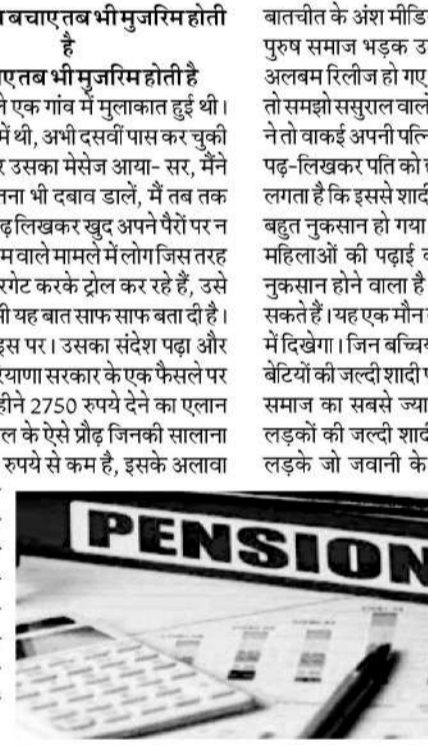 बचाए तब भी मुजरिम होती
है
ए तब भी मुजरिम होती है
एक गांव में मुलाकात हुई थी।
में थी, अभी दसवीं पास कर चुकी
उसका मेसेज आया- सर, मैंने
तना भी दबाव डालें, मैं तब तक
ढ़ लिखकर खुद अपने पैरों पर न
म वाले मामले में लोग जिस तरह
रगेट करके ट्रोल कर रहे हैं, उसे
यह बात साफ साफ बता दी है।
इस पर। उसका संदेश पढ़ा और
रयाणा सरकार के एक फैसले पर
हीने 2750 रुपये देने का एलान
ल के ऐसे प्रौढ़ जिनकी सालाना
रुपये से कम है, इसके अलावा
बातचीत के अंश मीडि
पुरुष समाज भड़क उ
अलबम रिलीज हो गए
तो समझो ससुराल वाले
ने तो वाकई अपनी पत्नि
पढ़-लिखकर पति को
लगता है कि इससे शादी
बहुत नुकसान हो गया
महिलाओं की पढ़ाई
नुकसान होने वाला है
सकते हैं। यह एक मौन
में दिखेगा। जिन बच्चिय
बेटियों की जल्दी शादी
समाज का सबसे ज्या
लड़कों की जल्दी शादी
लड़के जो जवानी के
PENSION